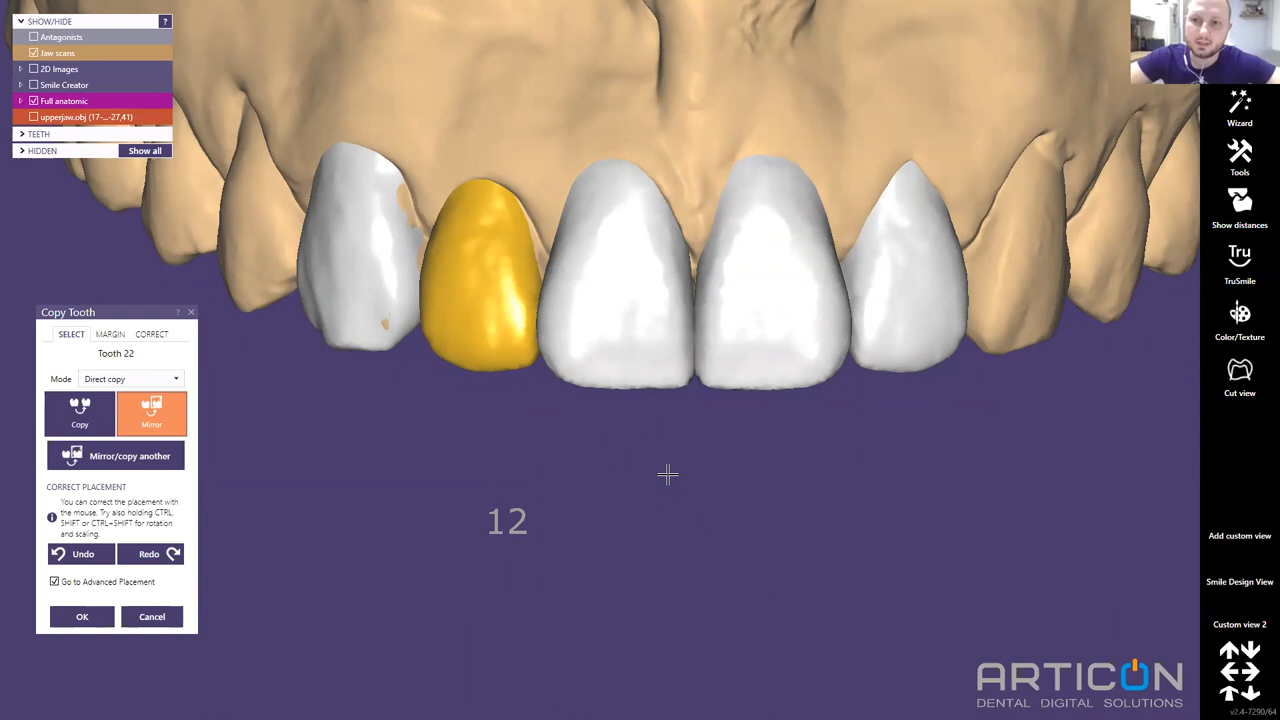 SHOW/HIDE ?
Antagonists
Jaw scans
2D Images
Smile Creator
Full anatomic
upperjaw.obj (17-...-27,41)
TEETH
HIDDEN Show all
Copy Tooth ?
SELECT MARGIN CORRECT
Tooth 22
Mode Direct copy
Copy Mirror
Mirror/copy another
CORRECT PLACEMENT
You can correct the placement with
the mouse. Try also holding CTRL,
SHIFT or CTRL+SHIFT for rotation
and scaling.
Undo Redo
Go to Advanced Placement
OK Cancel
12
Wizard
Tools
Show distances
Tru
TruSmile
Color/Texture
Cut view
Add custom view
Smile Design View
Custom view 2
v2.4-7290/64
ARTICON
DENTAL DIGITAL SOLUTIONS